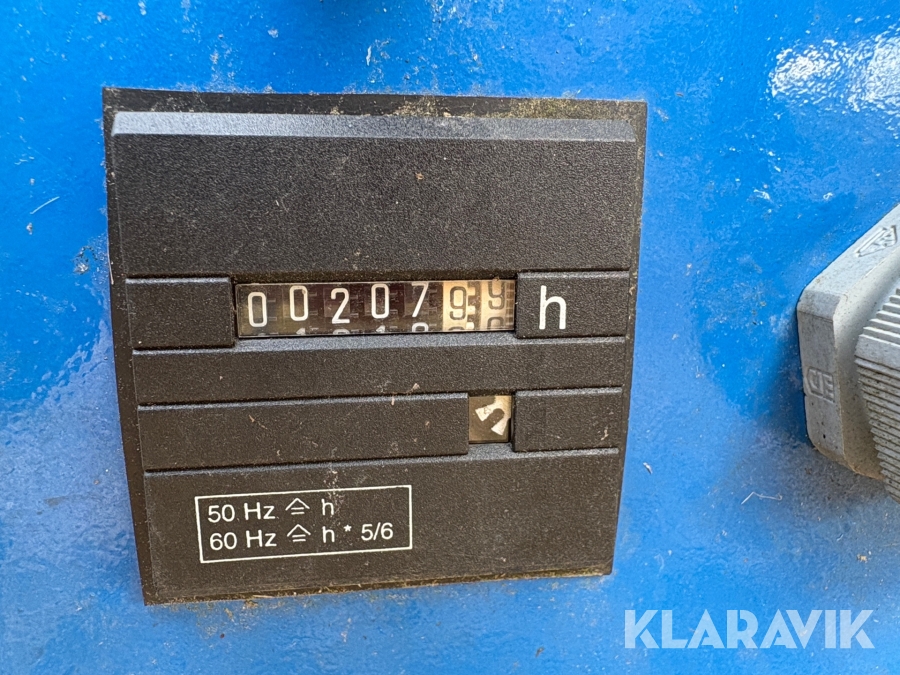 0020799 h
50 Hz ≙ h
60 Hz ≙ h * 5/6
KLARAVIK